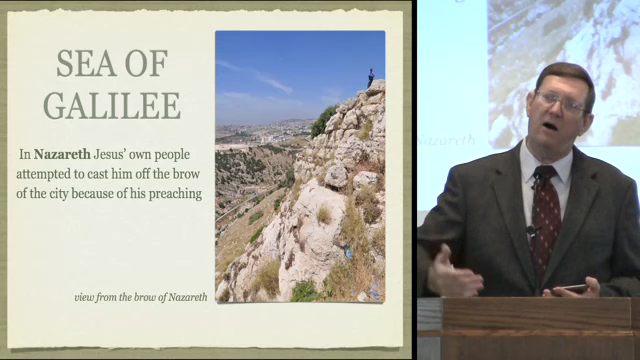 SEA OF
GALILEE
In Nazareth Jesus' own people
attempted to cast him off the brow
of the city because of his preaching
view from the brow of Nazareth
Nazareth